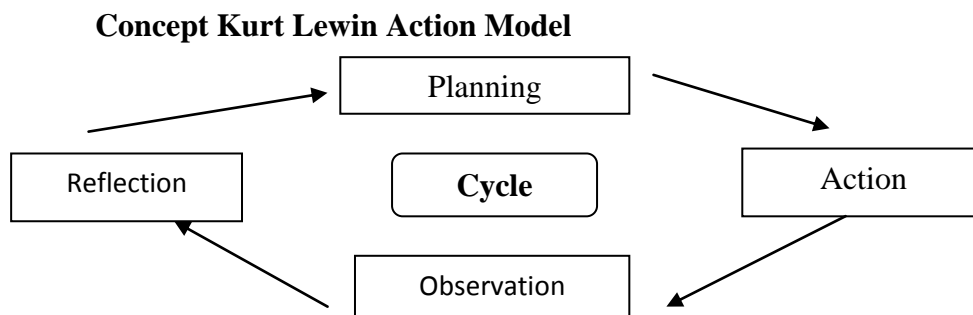 Concept Kurt Lewin Action Model
Planning
Reflection
Cycle
Action
Observation